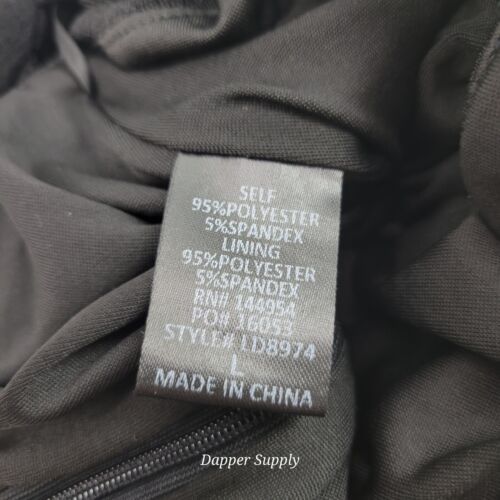 SELF
95%POLYESTER
5%SPANDEX
LINING
95%POLYESTER
5%SPANDEX
RN# 144954
PO# 16053
STYLE# LD8974
L
MADE IN CHINA
Dapper Supply